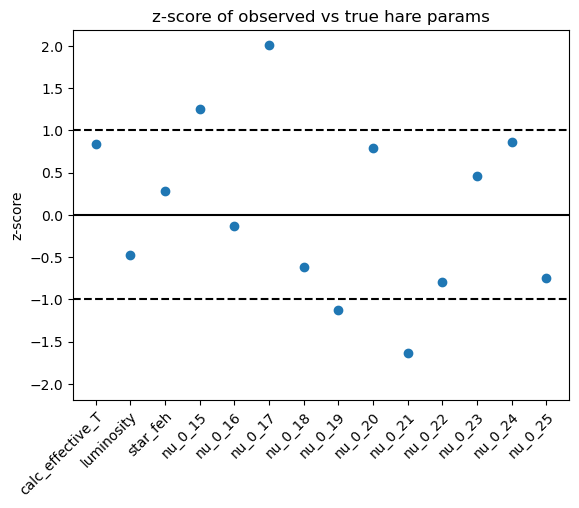 z-score of observed vs true hare params
z-score
2.0
1.5
1.0
0.5
0.0
−0.5
−1.0
−1.5
−2.0
calc_effective_T
luminosity
star_feh
nu_0_15
nu_0_16
nu_0_17
nu_0_18
nu_0_19
nu_0_20
nu_0_21
nu_0_22
nu_0_23
nu_0_24
nu_0_25